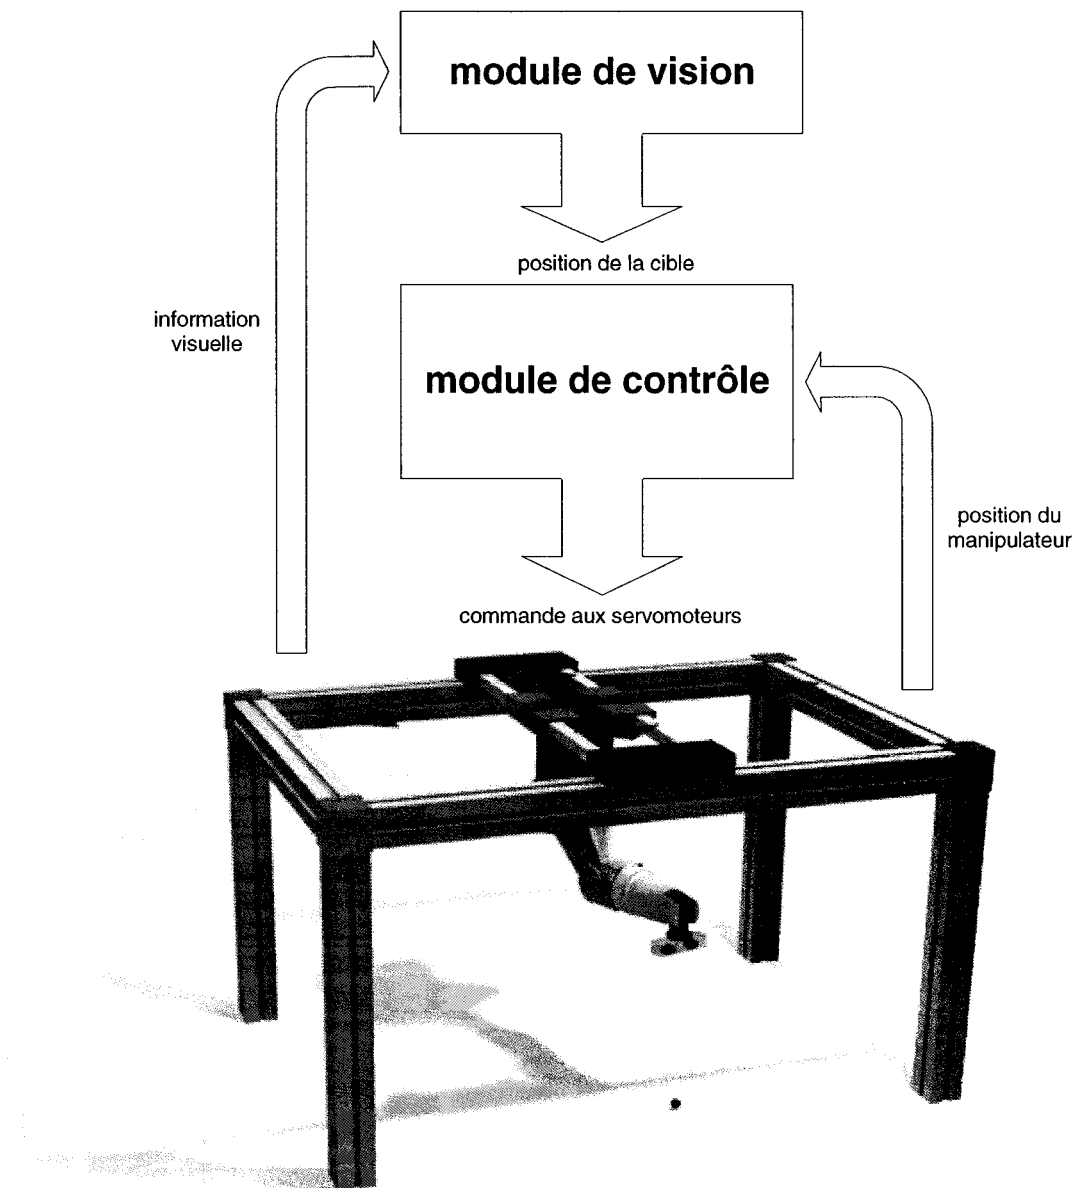 module de vision
position de la cible
information
visuelle
module de contrôle
position du
manipulateur
commande aux servomoteurs